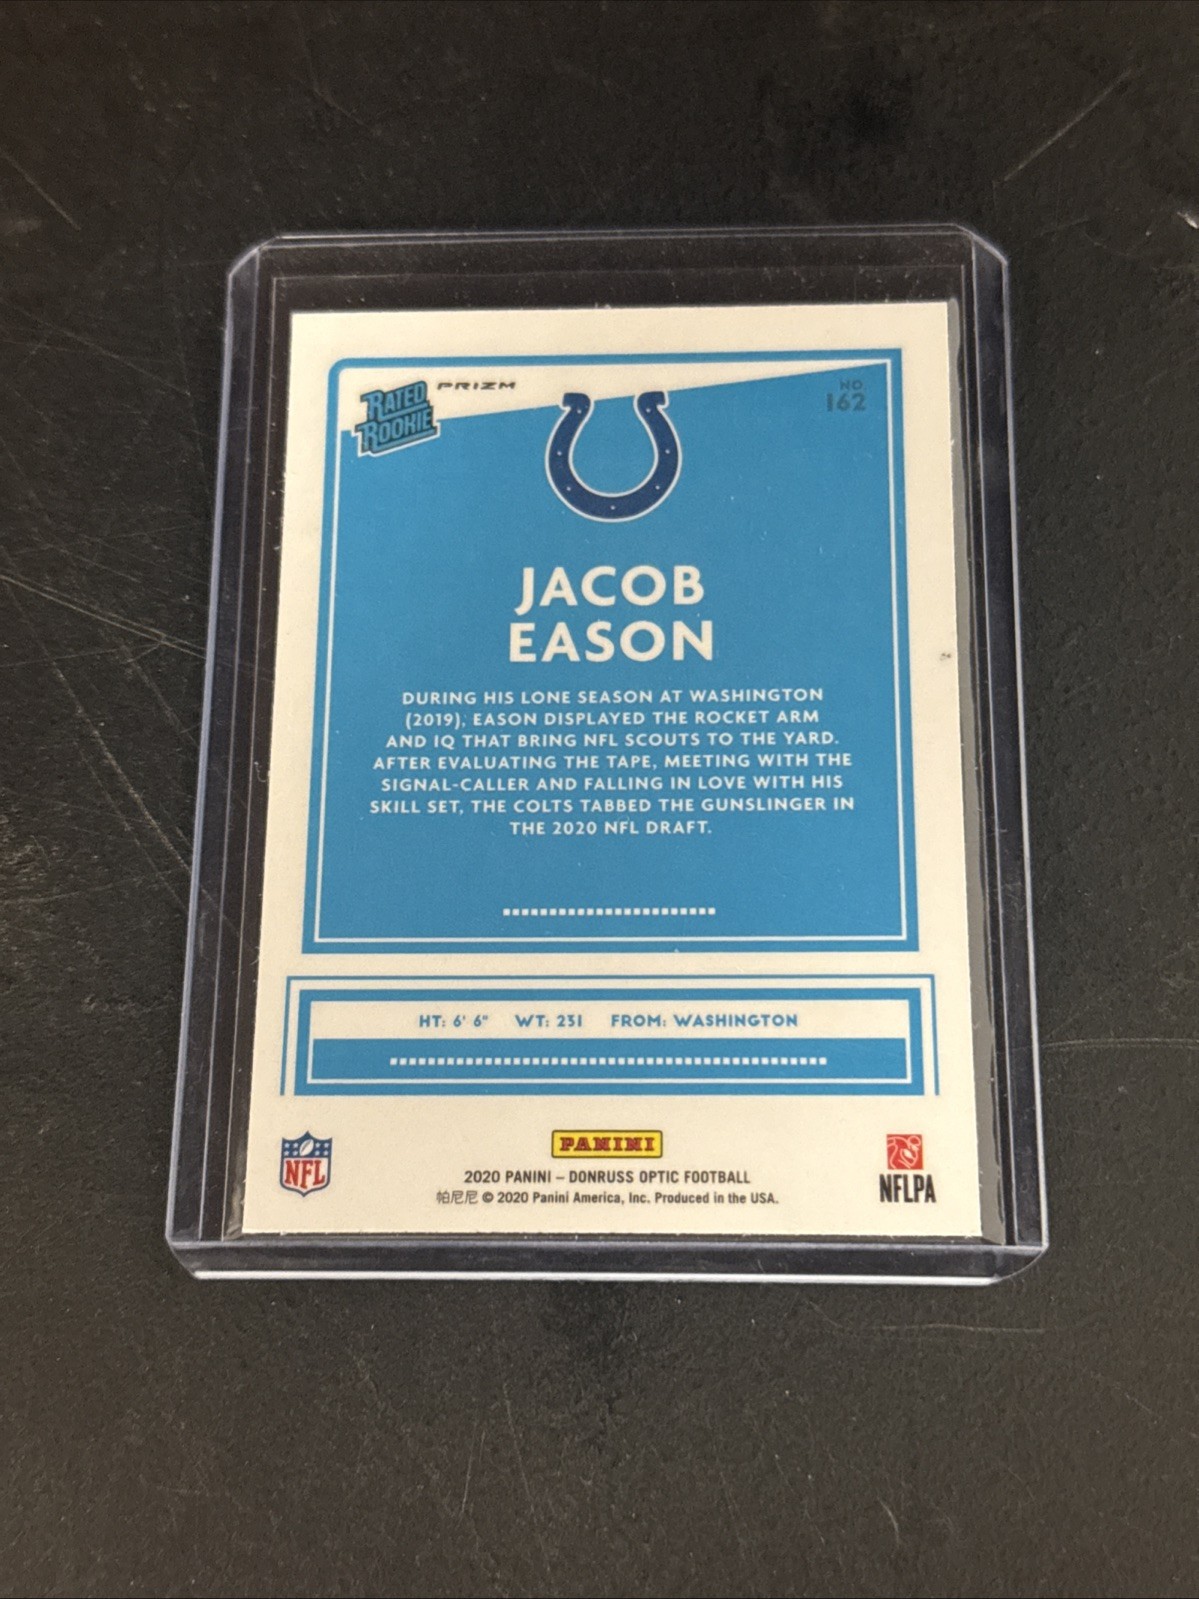 RATED
ROOKIE
PRIZM
NO.
162
JACOB
EASON
DURING HIS LONE SEASON AT WASHINGTON
(2019), EASON DISPLAYED THE ROCKET ARM
AND IQ THAT BRING NFL SCOUTS TO THE YARD.
AFTER EVALUATING THE TAPE, MEETING WITH THE
SIGNAL-CALLER AND FALLING IN LOVE WITH HIS
SKILL SET, THE COLTS TABBED THE GUNSLINGER IN
THE 2020 NFL DRAFT.
HT: 6' 6" WT: 231 FROM: WASHINGTON
NFL
PANINI
2020 PANINI – DONRUSS OPTIC FOOTBALL
帕尼尼 © 2020 Panini America, Inc. Produced in the USA.
NFLPA